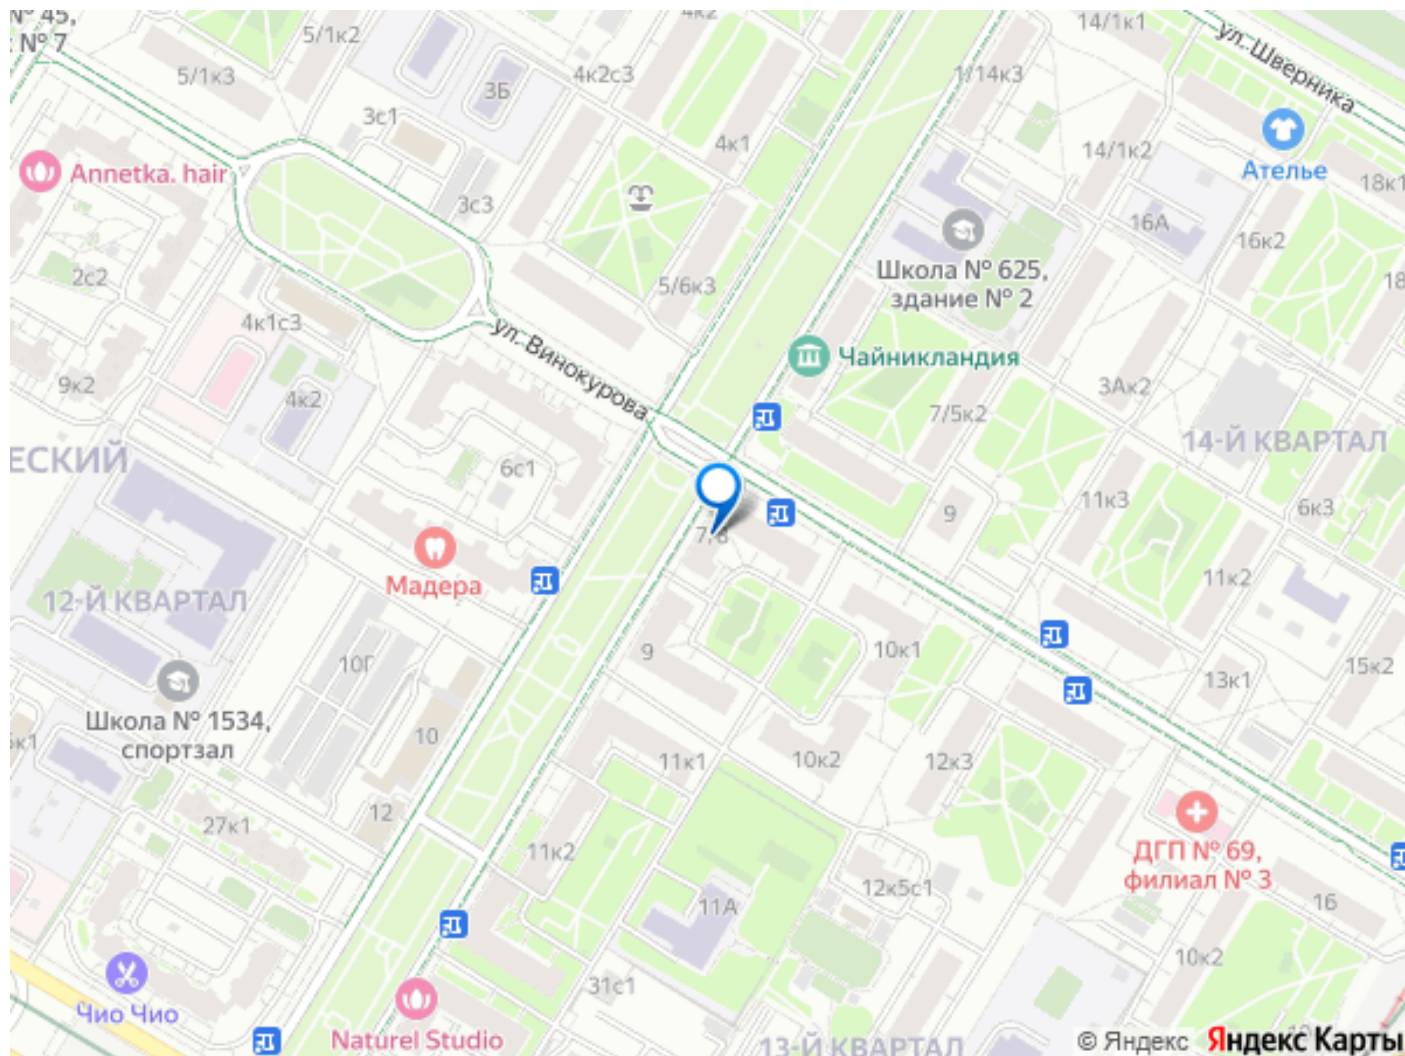 № 45,
№ 7
5/1к2
4к2
14/1к1
ул. Шверника
5/1к3
3Б
4к2с3
1/14к3
3с1
4к1
14/1к2
Ателье
18к1
Annetka. hair
3с3
16А
16к2
2с2
5/6к3
Школа № 625,
здание № 2
18
4к1с3
ул. Винокурова
Чайникландия
9к2
4к2
3Ак2
7/5к2
ЕСКИЙ
6с1
14-Й КВАРТАЛ
11к3
6к3
9
Мадера
11к2
12-Й КВАРТАЛ
9
10к1
10Г
15к2
13к1
Школа № 1534,
спортзал
10
11к1
10к2
12к3
12
27к1
11к2
ДГП № 69,
филиал № 3
12к5с1
11А
16
10к2
31с1
Чио Чио
Naturel Studio
13-Й КВАРТАЛ
© Яндекс Яндекс Карты